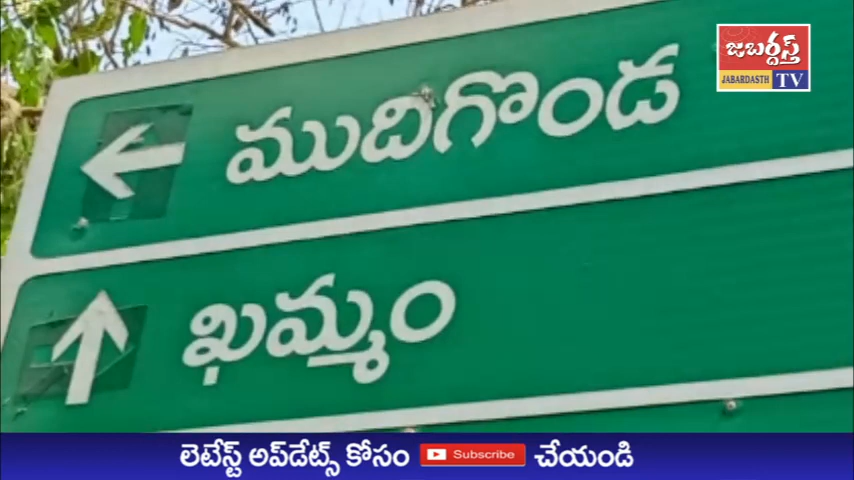 జబర్దస్త్
JABARDASTH TV
ముదిగొండ
ఖమ్మం
లెటేస్ట్ అప్‌డేట్స్ కోసం Subscribe చేయండి